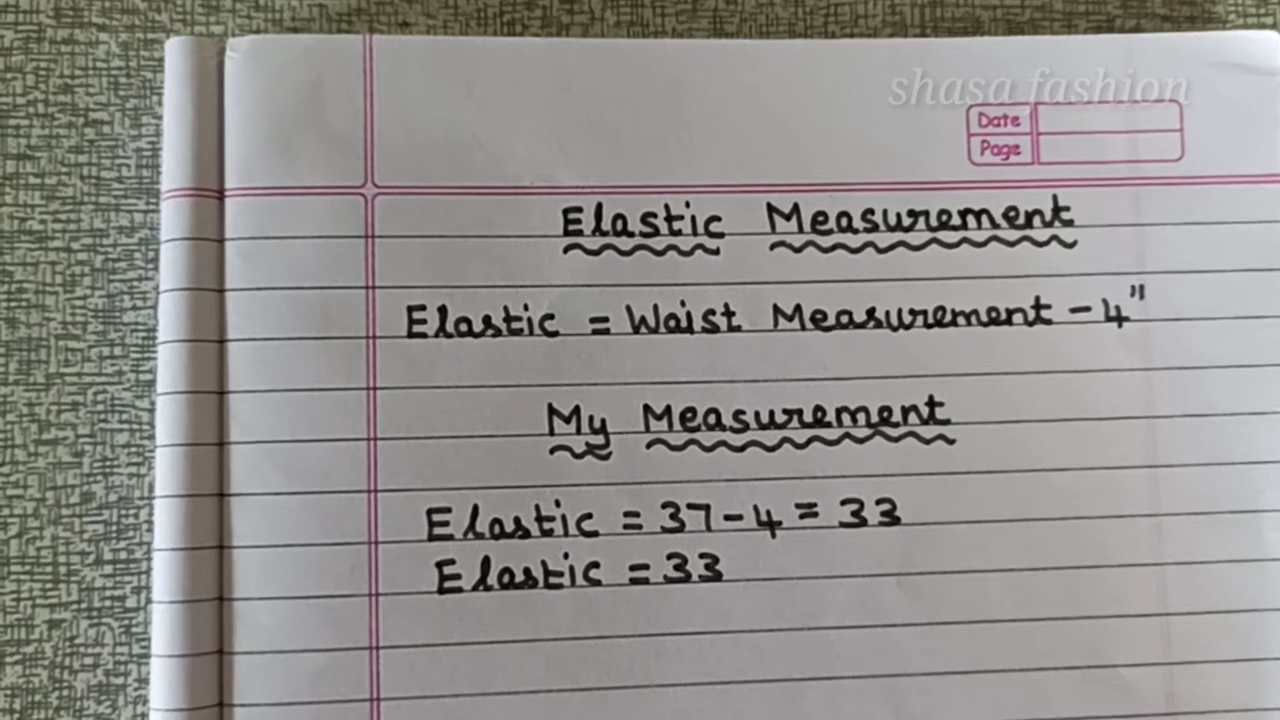 shasa fashion
Date
Page
Elastic Measurement
Elastic = Waist Measurement - 4"
My Measurement
Elastic = 37-4 = 33
Elastic = 33